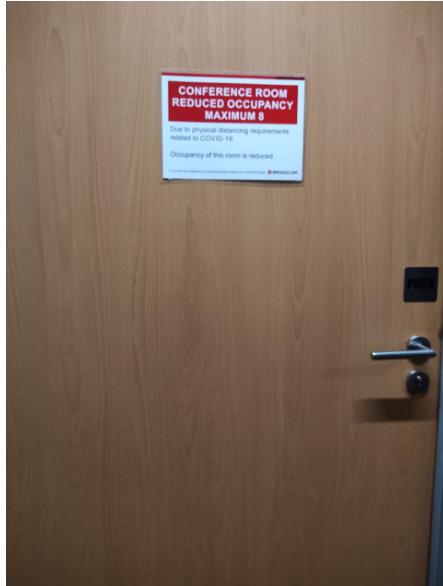 CONFERENCE ROOM
REDUCED OCCUPANCY
MAXIMUM 8
Due to physical distancing requirements
related to COVID-19
Occupancy of this room is reduced.
BROADCOM
PUSH